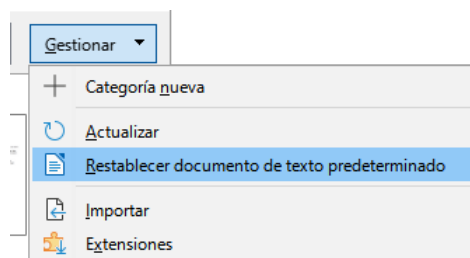 Gestionar
Categoría nueva
Actualizar
Restablecer documento de texto predeterminado
Importar
Extensiones